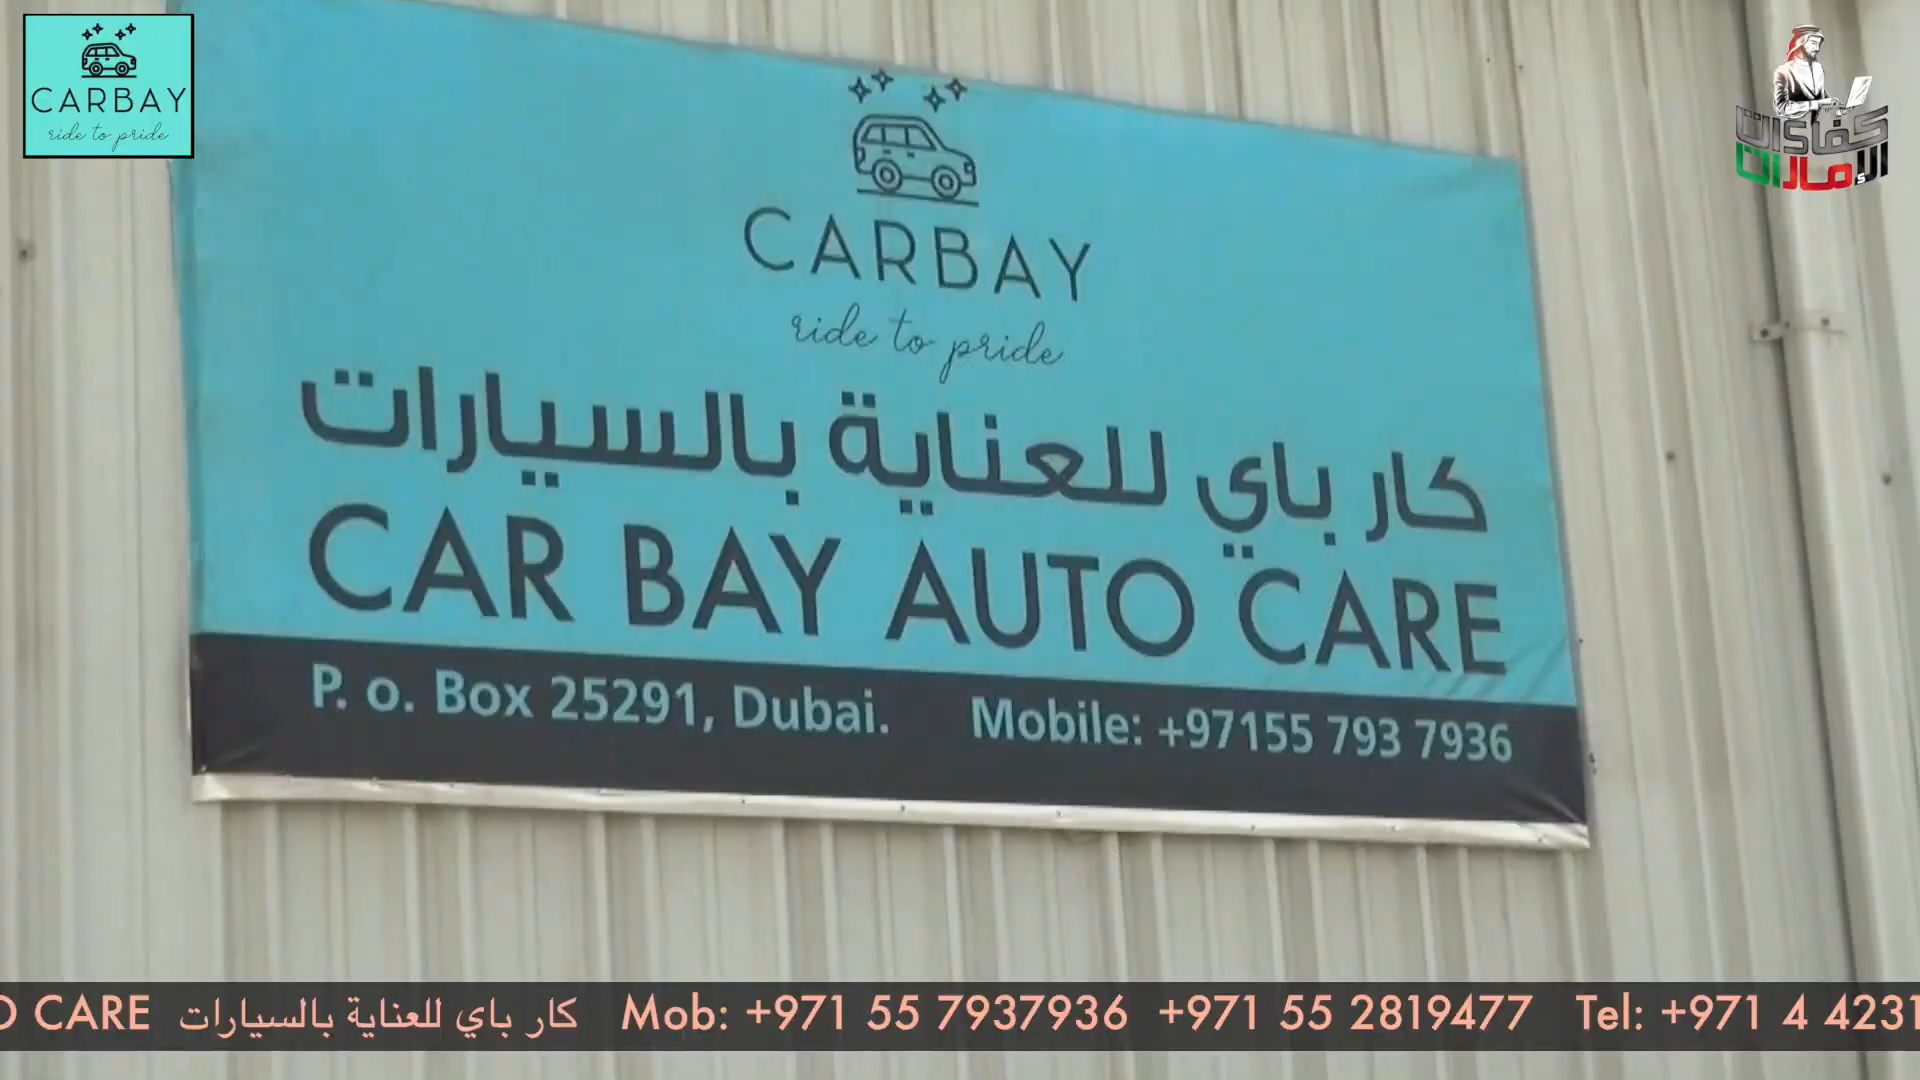 CARBAY
ride to pride
كفاءات
الإمارات
CARBAY
ride to pride
كار باي للعناية بالسيارات
CAR BAY AUTO CARE
P. o. Box 25291, Dubai. Mobile: +97155 793 7936
O CARE كار باي للعناية بالسيارات Mob: +971 55 7937936 +971 55 2819477 Tel: +971 4 4231